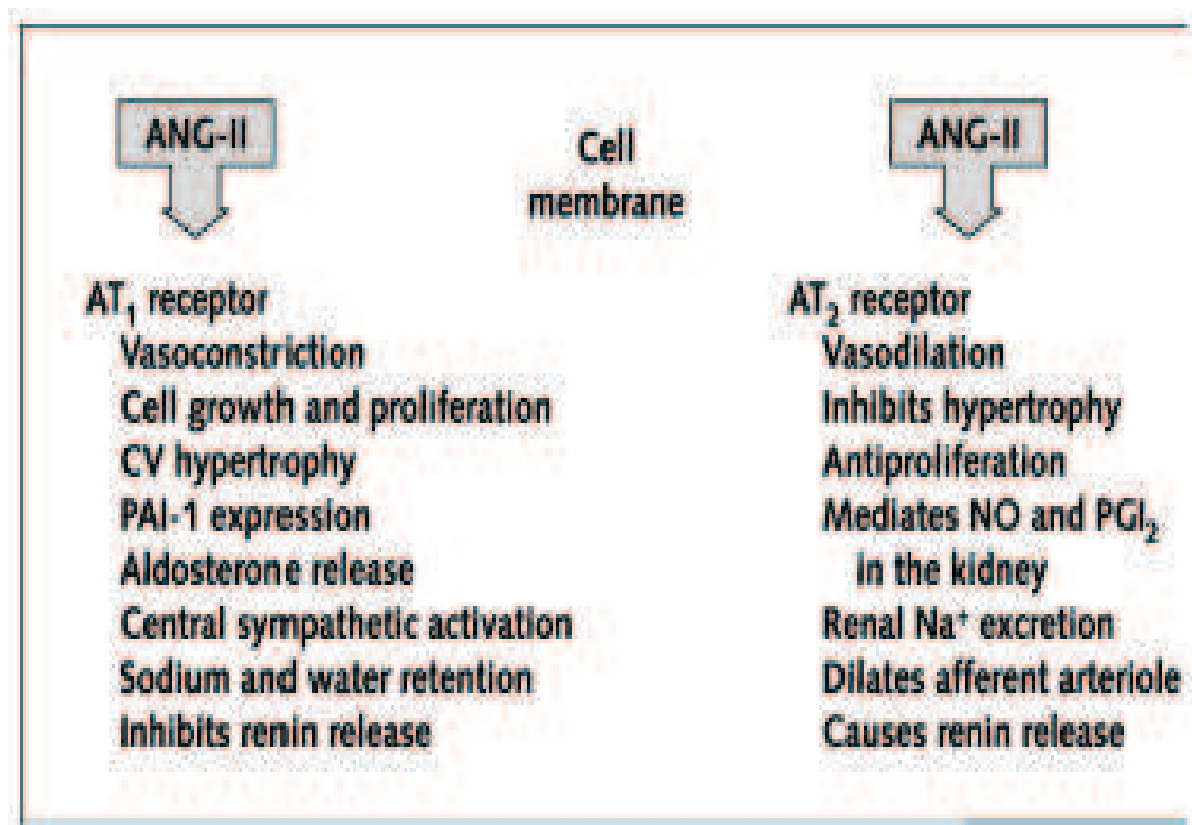 ANG-II
Cell
membrane
ANG-II
AT₁ receptor
Vasoconstriction
Cell growth and proliferation
CV hypertrophy
PAI-1 expression
Aldosterone release
Central sympathetic activation
Sodium and water retention
Inhibits renin release
AT₂ receptor
Vasodilation
Inhibits hypertrophy
Antiproliferation
Mediates NO and PGI₂
in the kidney
Renal Na⁺ excretion
Dilates afferent arteriole
Causes renin release